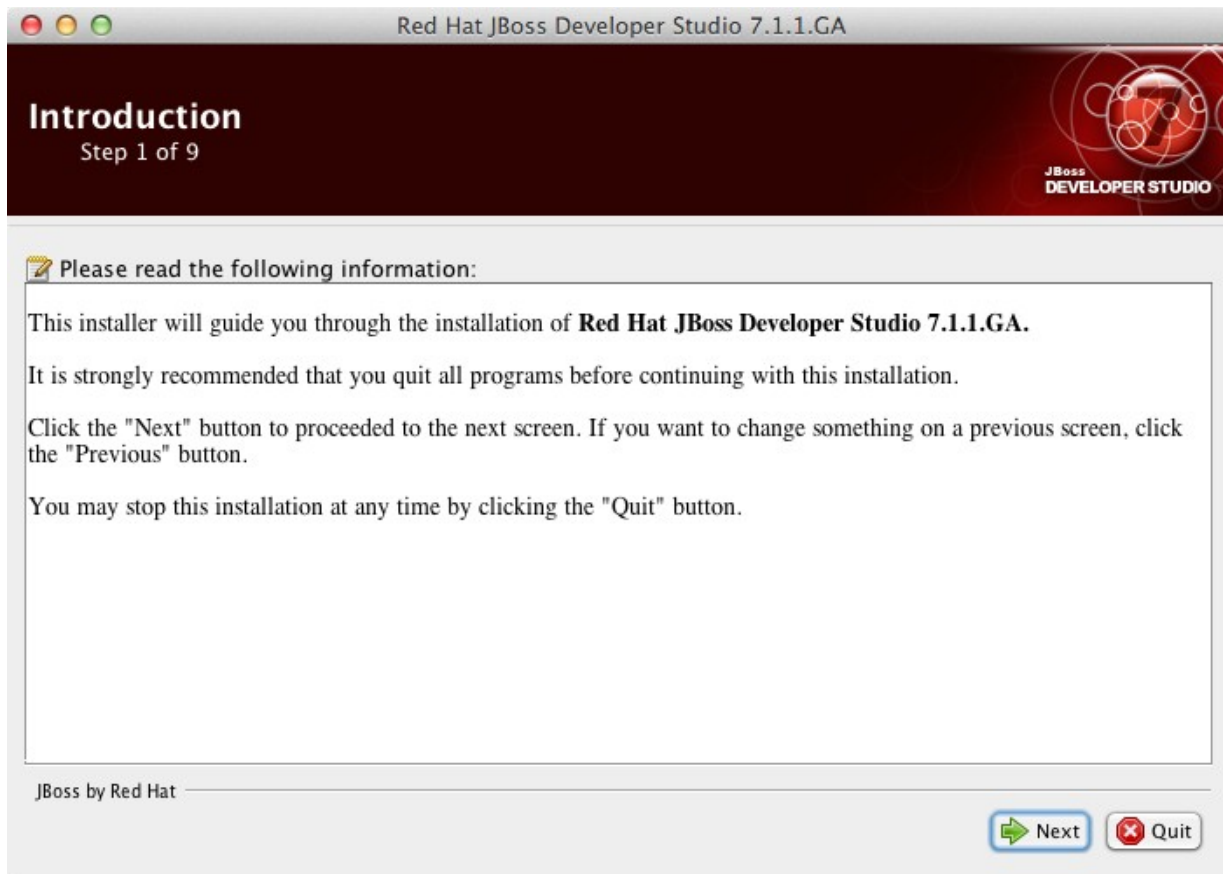 Red Hat JBoss Developer Studio 7.1.1.GA
Introduction
Step 1 of 9
7
JBoss
DEVELOPER STUDIO
Please read the following information:
This installer will guide you through the installation of Red Hat JBoss Developer Studio 7.1.1.GA.
It is strongly recommended that you quit all programs before continuing with this installation.
Click the "Next" button to proceeded to the next screen. If you want to change something on a previous screen, click
the "Previous" button.
You may stop this installation at any time by clicking the "Quit" button.
JBoss by Red Hat
Next
Quit